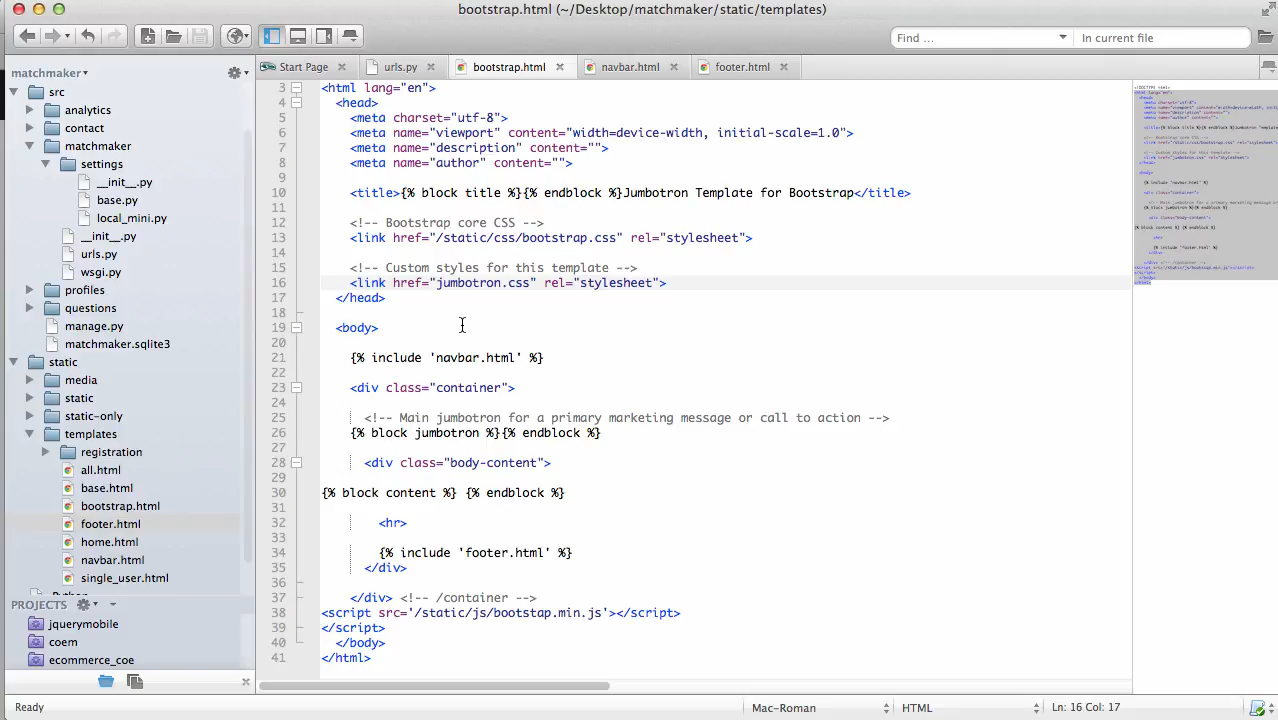 bootstrap.html (~/Desktop/matchmaker/static/templates)
Find ...
In current file
matchmaker
Start Page
urls.py
bootstrap.html
navbar.html
footer.html
src
analytics
contact
matchmaker
settings
__init__.py
base.py
local_mini.py
__init__.py
urls.py
wsgi.py
profiles
questions
manage.py
matchmaker.sqlite3
static
media
static
static-only
templates
registration
all.html
base.html
bootstrap.html
footer.html
home.html
navbar.html
single_user.html
PROJECTS
jquerymobile
coem
ecommerce_coe
3 <html lang="en">
4 <head>
5 <meta charset="utf-8">
6 <meta name="viewport" content="width=device-width, initial-scale=1.0">
7 <meta name="description" content="">
8 <meta name="author" content="">
9
10 <title>{% block title %}{% endblock %}Jumbotron Template for Bootstrap</title>
11
12 <!-- Bootstrap core CSS -->
13 <link href="/static/css/bootstrap.css" rel="stylesheet">
14
15 <!-- Custom styles for this template -->
16 <link href="jumbotron.css" rel="stylesheet">
17 </head>
18
19 <body>
20
21 {% include 'navbar.html' %}
22
23 <div class="container">
24
25 <!-- Main jumbotron for a primary marketing message or call to action -->
26 {% block jumbotron %}{% endblock %}
27
28 <div class="body-content">
29
30 {% block content %} {% endblock %}
31
32 <hr>
33
34 {% include 'footer.html' %}
35 </div>
36
37 </div> <!-- /container -->
38 <script src='/static/js/bootstap.min.js'></script>
39 </script>
40 </body>
41 </html>
Ready
Mac-Roman
HTML
Ln: 16 Col: 17